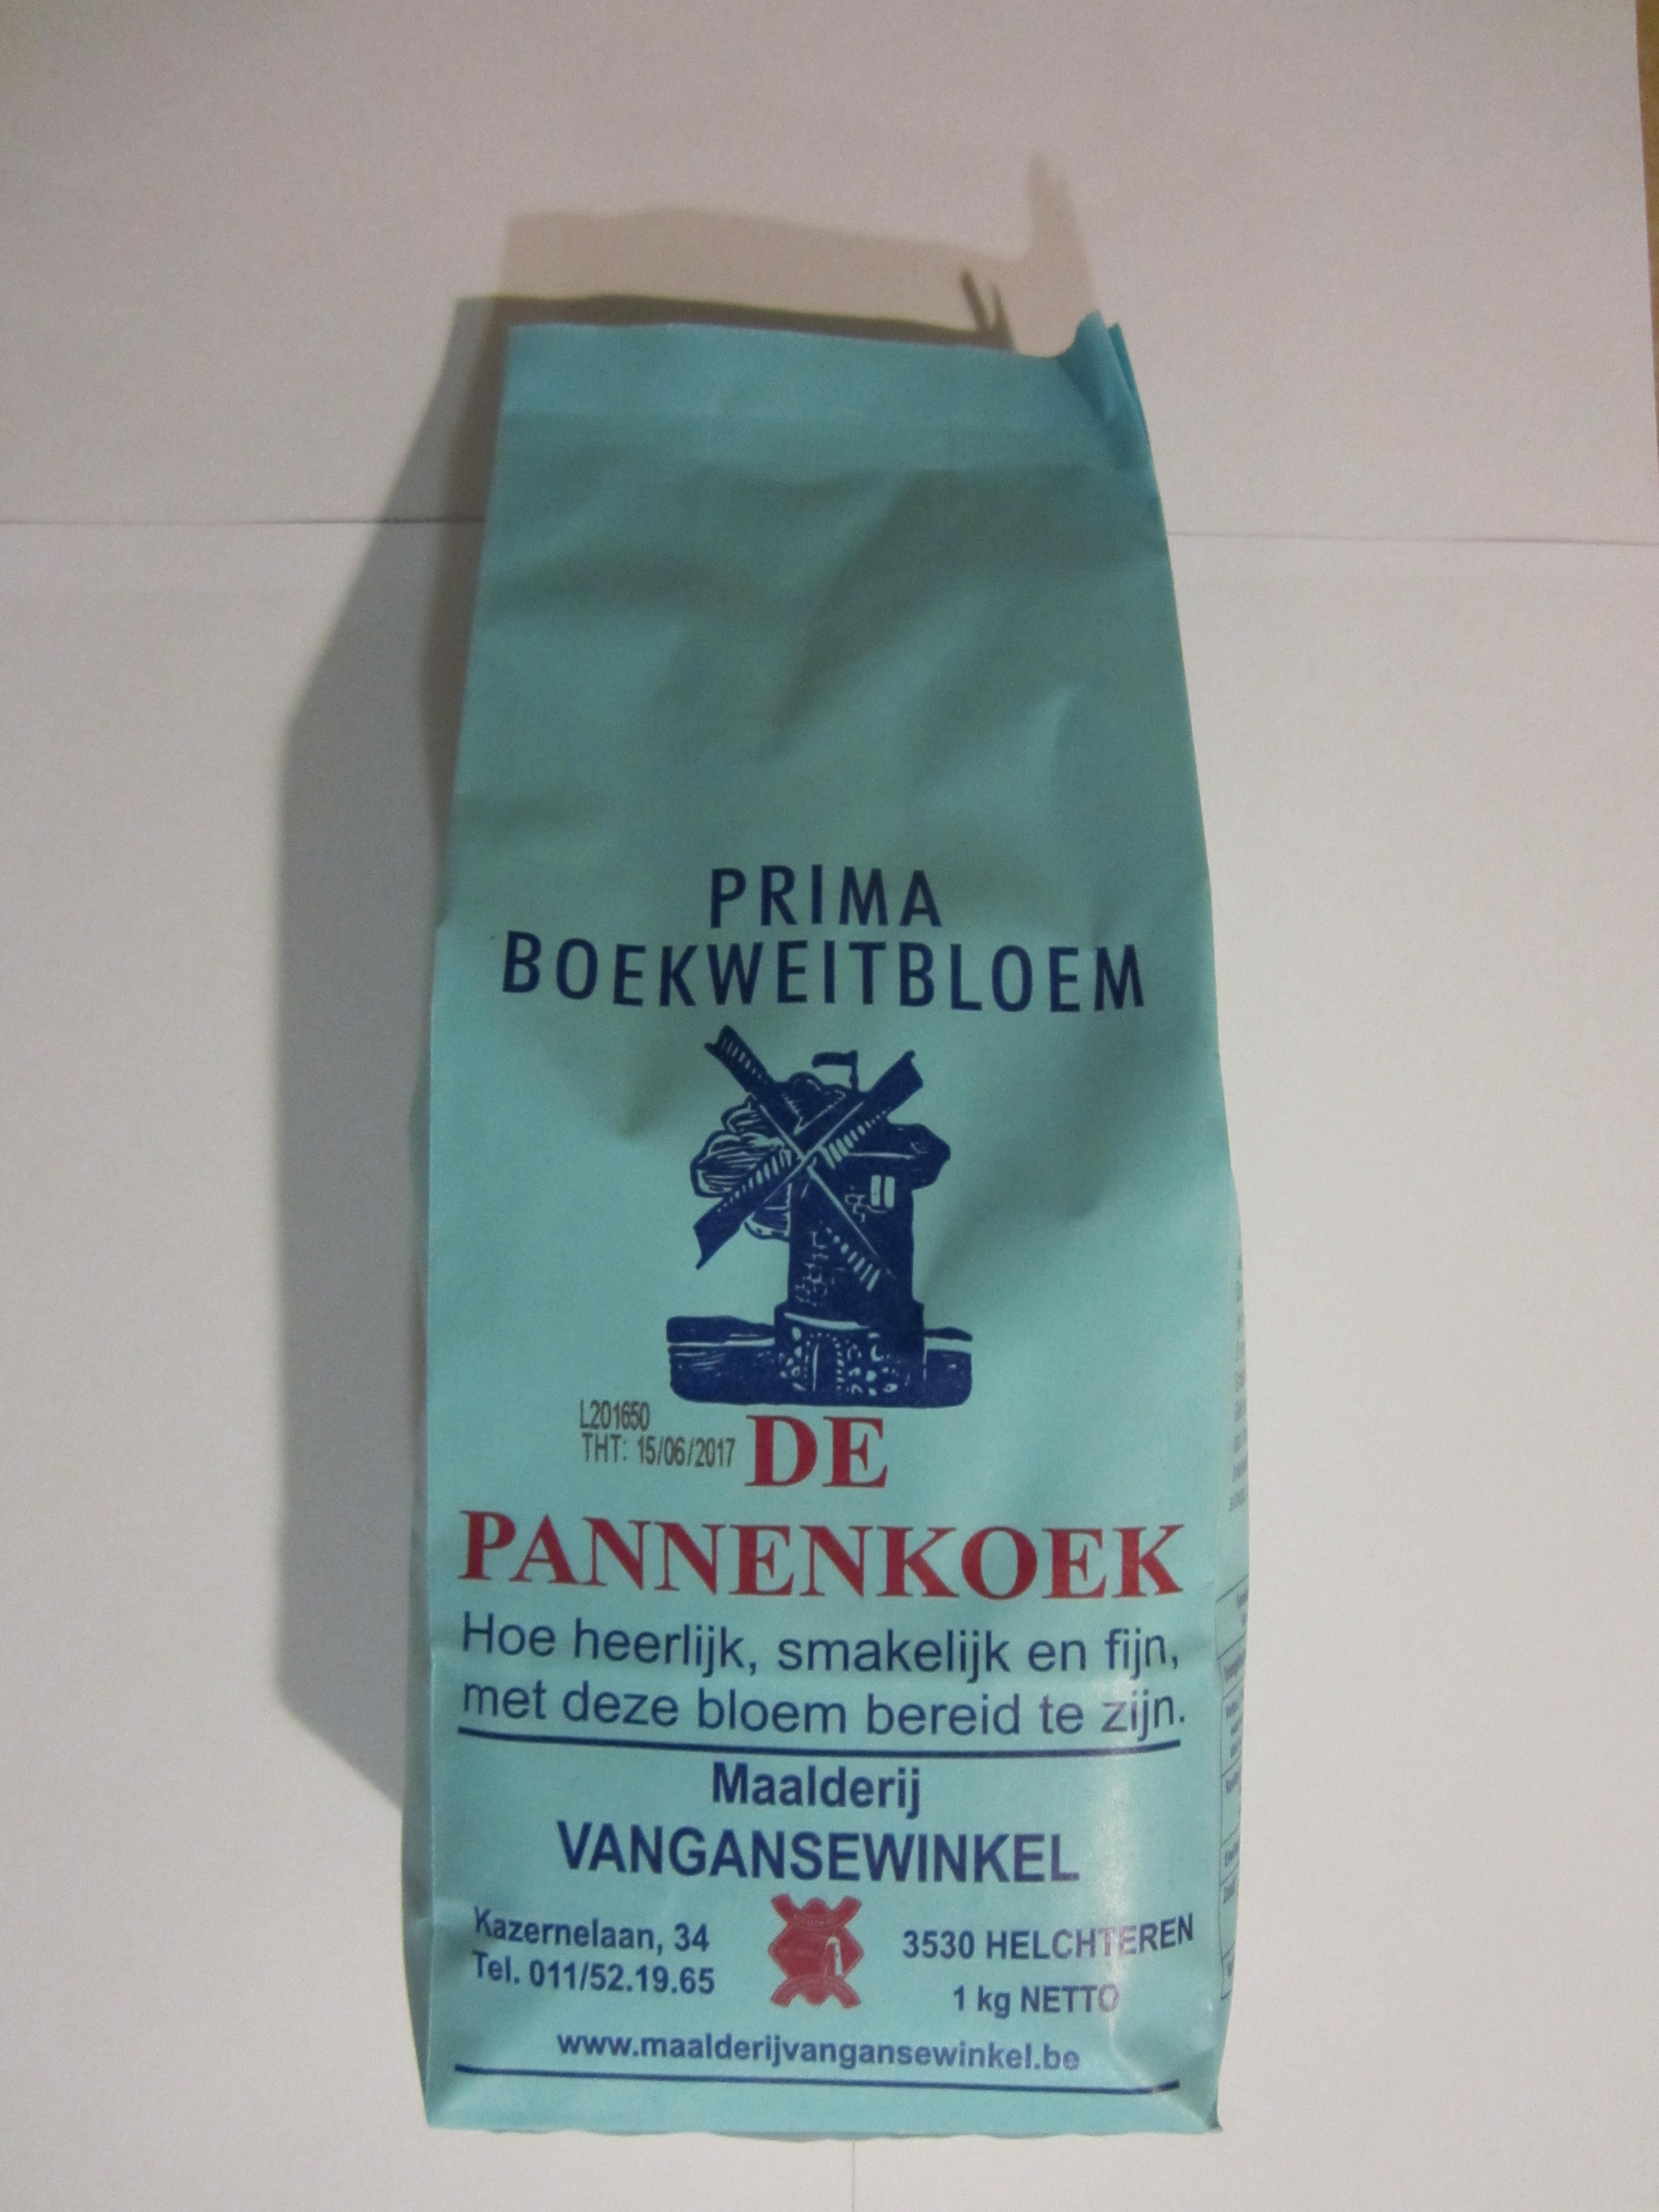 PRIMA
BOEKWEITBLOEM
L201650
THT: 15/06/2017
DE
PANNENKOEK
Hoe heerlijk, smakelijk en fijn,
met deze bloem bereid te zijn.
Maalderij
VANGANSEWINKEL
Kazernelaan, 34
Tel. 011/52.19.65
3530 HELCHTEREN
1 kg NETTO
www.maalderijvangansewinkel.be